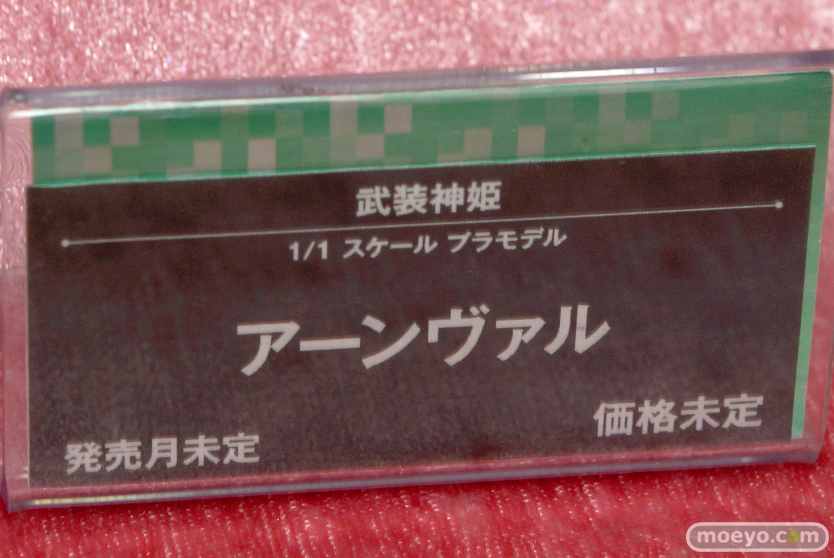 武装神姫
1/1 スケール プラモデル
アーンヴァル
価格未定
発売月未定
moeyo.com